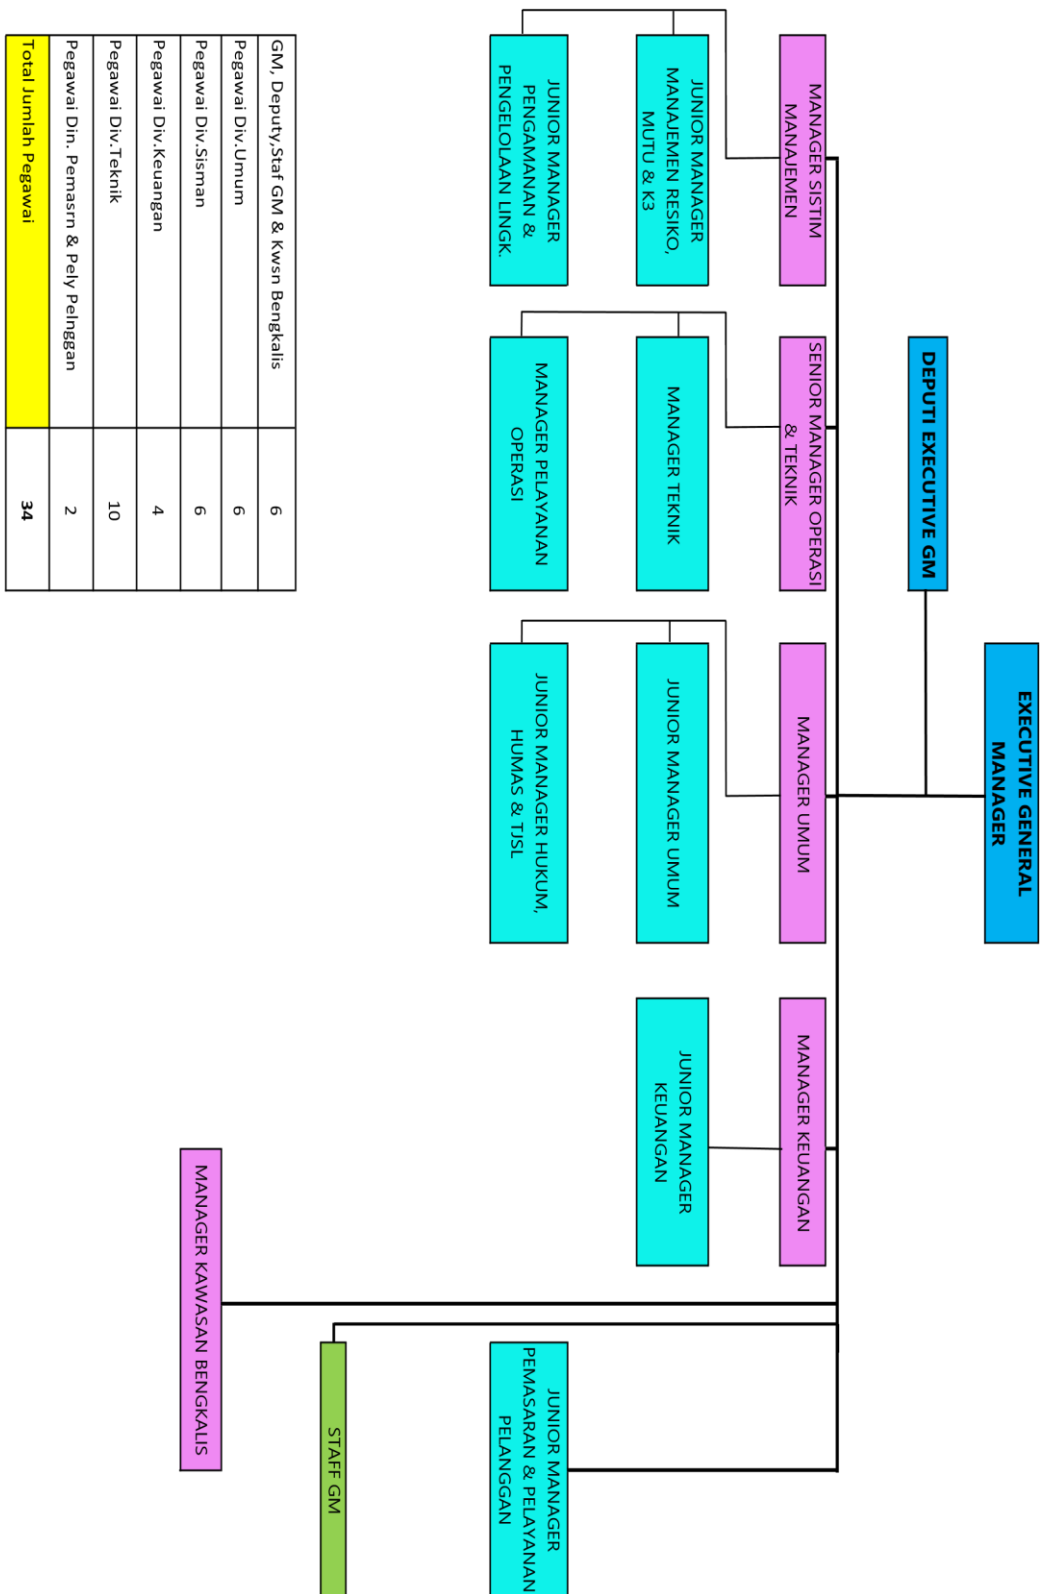 EXECUTIVE GENERAL
MANAGER
DEPUTI EXECUTIVE GM
MANAGER SISTIM
MANAJEMEN
SENIOR MANAGER OPERASI
& TEKNIK
MANAGER UMUM
MANAGER KEUANGAN
JUNIOR MANAGER
MANAJEMEN RESIKO,
MUTU & K3
MANAGER TEKNIK
JUNIOR MANAGER UMUM
JUNIOR MANAGER
KEUANGAN
JUNIOR MANAGER
PENGAMANAN &
PENGELOLAAN LINGK.
MANAGER PELAYANAN
OPERASI
JUNIOR MANAGER HUKUM,
HUMAS & TJSL
JUNIOR MANAGER
PEMASARAN & PELAYANAN
PELANGGAN
STAFF GM
MANAGER KAWASAN BENGKALIS
GM, Deputy,Staf GM & Kwsn Bengkalis 6
Pegawai Div.Umum 6
Pegawai Div.Sisman 6
Pegawai Div.Keuangan 4
Pegawai Div.Teknik 10
Pegawai Din. Pemasrn & Pely Pelnggan 2
Total Jumlah Pegawai 34